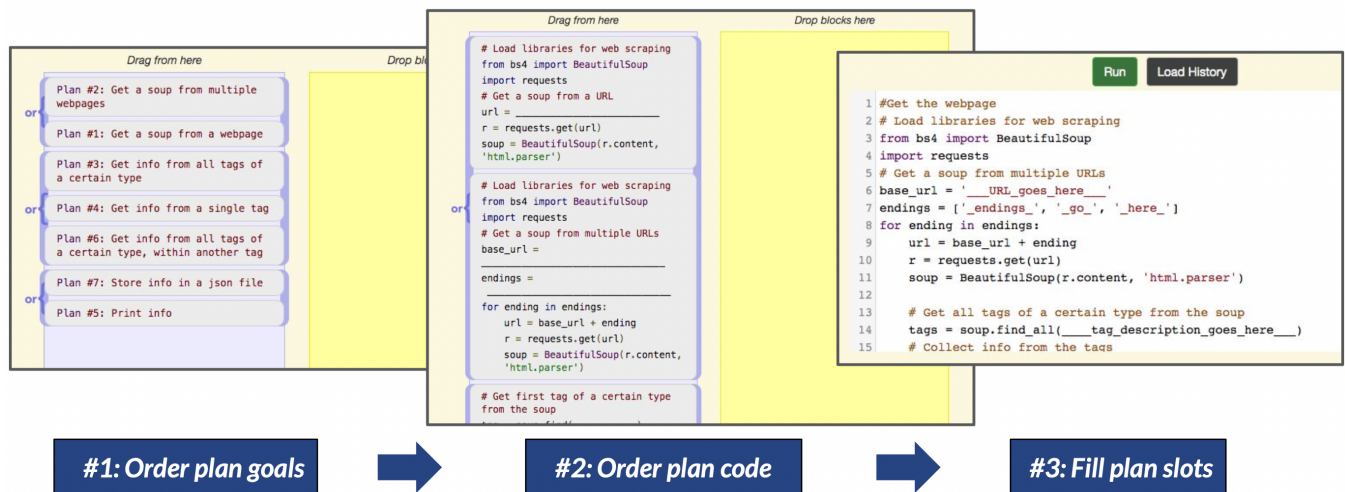 Drag from here
Drop blo
or
Plan #2: Get a soup from multiple
webpages
Plan #1: Get a soup from a webpage
or
Plan #3: Get info from all tags of
a certain type
Plan #4: Get info from a single tag
Plan #6: Get info from all tags of
a certain type, within another tag
or
Plan #7: Store info in a json file
Plan #5: Print info
Drag from here
Drop blocks here
or
# Load libraries for web scraping
from bs4 import BeautifulSoup
import requests
# Get a soup from a URL
url = _______________________
r = requests.get(url)
soup = BeautifulSoup(r.content,
'html.parser')
# Load libraries for web scraping
from bs4 import BeautifulSoup
import requests
# Get a soup from multiple URLs
base_url =
_____________________________
endings =
_____________________________
for ending in endings:
    url = base_url + ending
    r = requests.get(url)
    soup = BeautifulSoup(r.content,
    'html.parser')
# Get first tag of a certain type
from the soup
Run
Load History
1 #Get the webpage
2 # Load libraries for web scraping
3 from bs4 import BeautifulSoup
4 import requests
5 # Get a soup from multiple URLs
6 base_url = '___URL_goes_here___'
7 endings = ['_endings_', '_go_', '_here_']
8 for ending in endings:
9     url = base_url + ending
10     r = requests.get(url)
11     soup = BeautifulSoup(r.content, 'html.parser')
12
13     # Get all tags of a certain type from the soup
14     tags = soup.find_all(____tag_description_goes_here___)
15     # Collect info from the tags
#1: Order plan goals
#2: Order plan code
#3: Fill plan slots